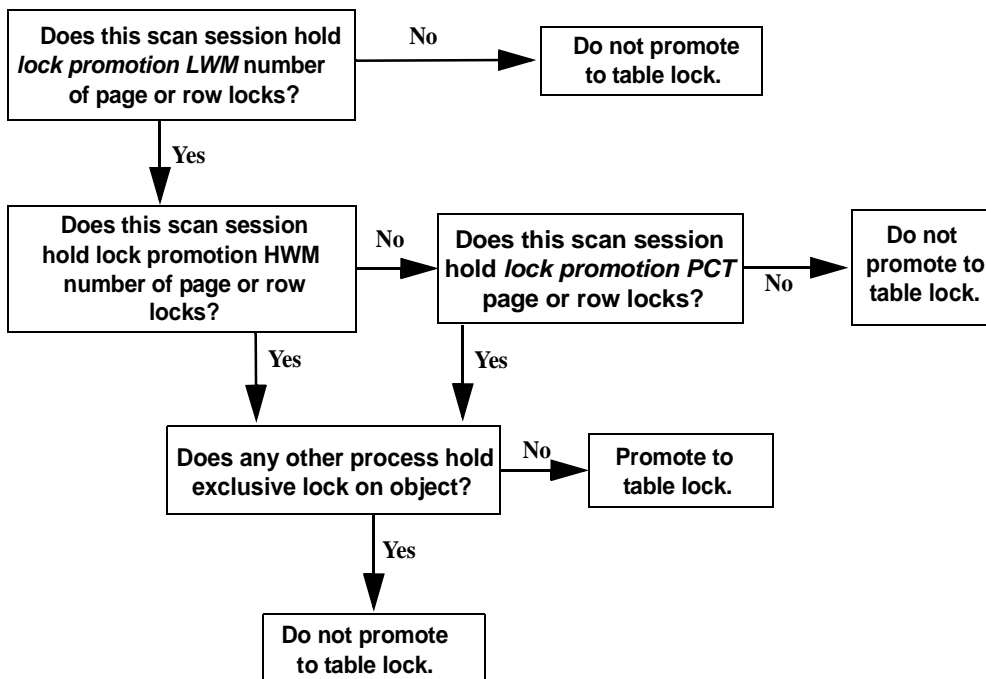 Does this scan session hold
lock promotion LWM number
of page or row locks?
No
Do not promote
to table lock.
Yes
Does this scan session
hold lock promotion HWM
number of page or row
locks?
No
Does this scan session
hold lock promotion PCT
page or row locks?
No
Do not
promote to
table lock.
Yes
Yes
Does any other process hold
exclusive lock on object?
No
Promote to
table lock.
Yes
Do not promote
to table lock.